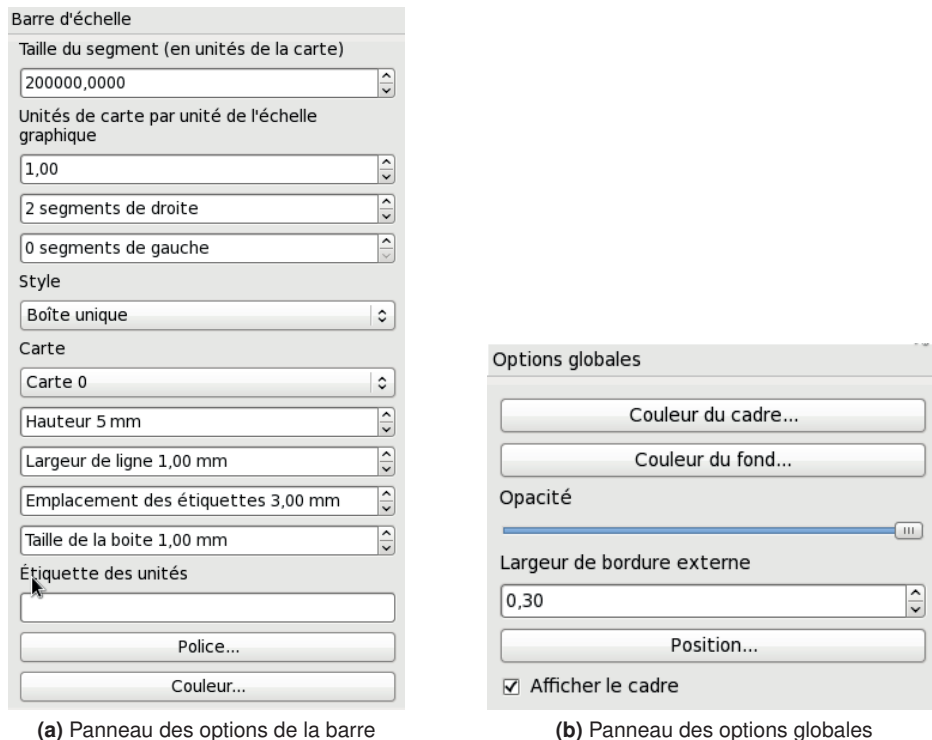 Barre d'échelle
Taille du segment (en unités de la carte)
200000,0000
Unités de carte par unité de l'échelle
graphique
1,00
2 segments de droite
0 segments de gauche
Style
Boîte unique
Carte
Carte 0
Hauteur 5 mm
Largeur de ligne 1,00 mm
Emplacement des étiquettes 3,00 mm
Taille de la boite 1,00 mm
Étiquette des unités
Police...
Couleur...
(a) Panneau des options de la barre
Options globales
Couleur du cadre...
Couleur du fond...
Opacité
Largeur de bordure externe
0,30
Position...
Afficher le cadre
(b) Panneau des options globales